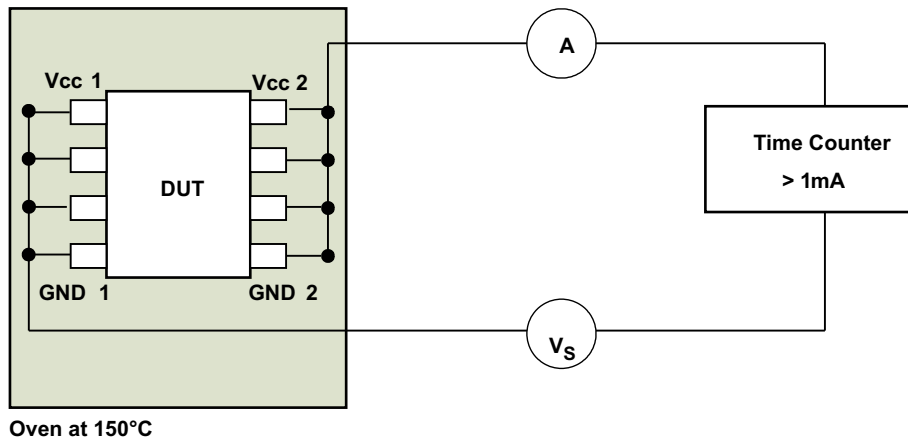 A
Vcc 1
Vcc 2
Time Counter
> 1mA
DUT
GND 1
GND 2
VS
Oven at 150°C